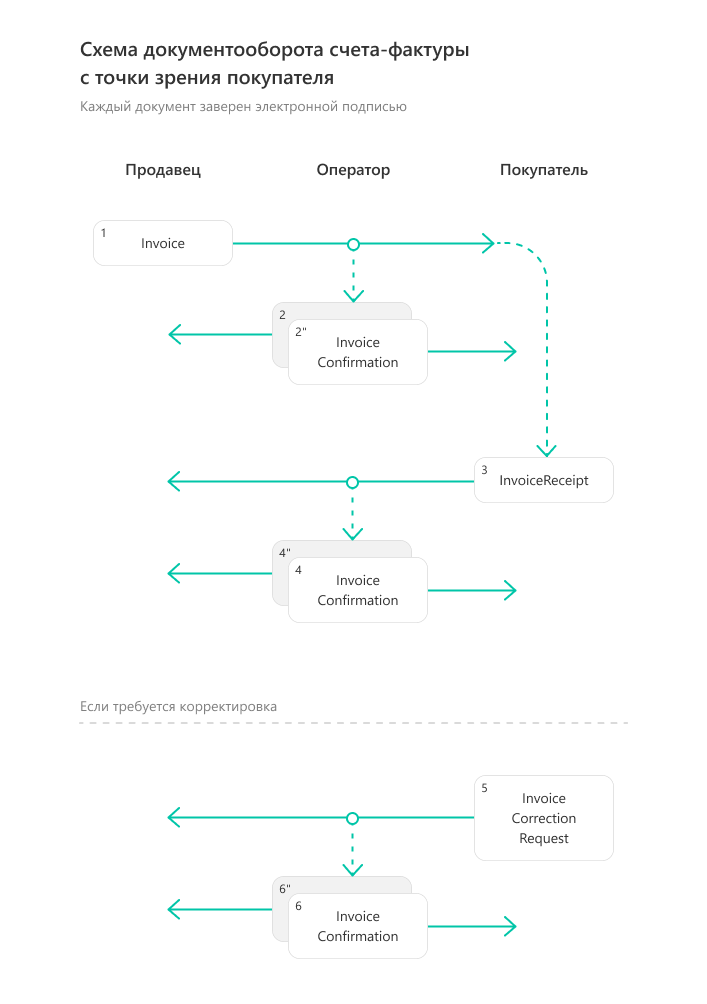 Схема документооборота счета-фактуры
с точки зрения покупателя
Каждый документ заверен электронной подписью
Продавец
Оператор
Покупатель
1
Invoice
2
2"
Invoice
Confirmation
3
InvoiceReceipt
4"
4
Invoice
Confirmation
Если требуется корректировка
5
Invoice
Correction
Request
6"
6
Invoice
Confirmation